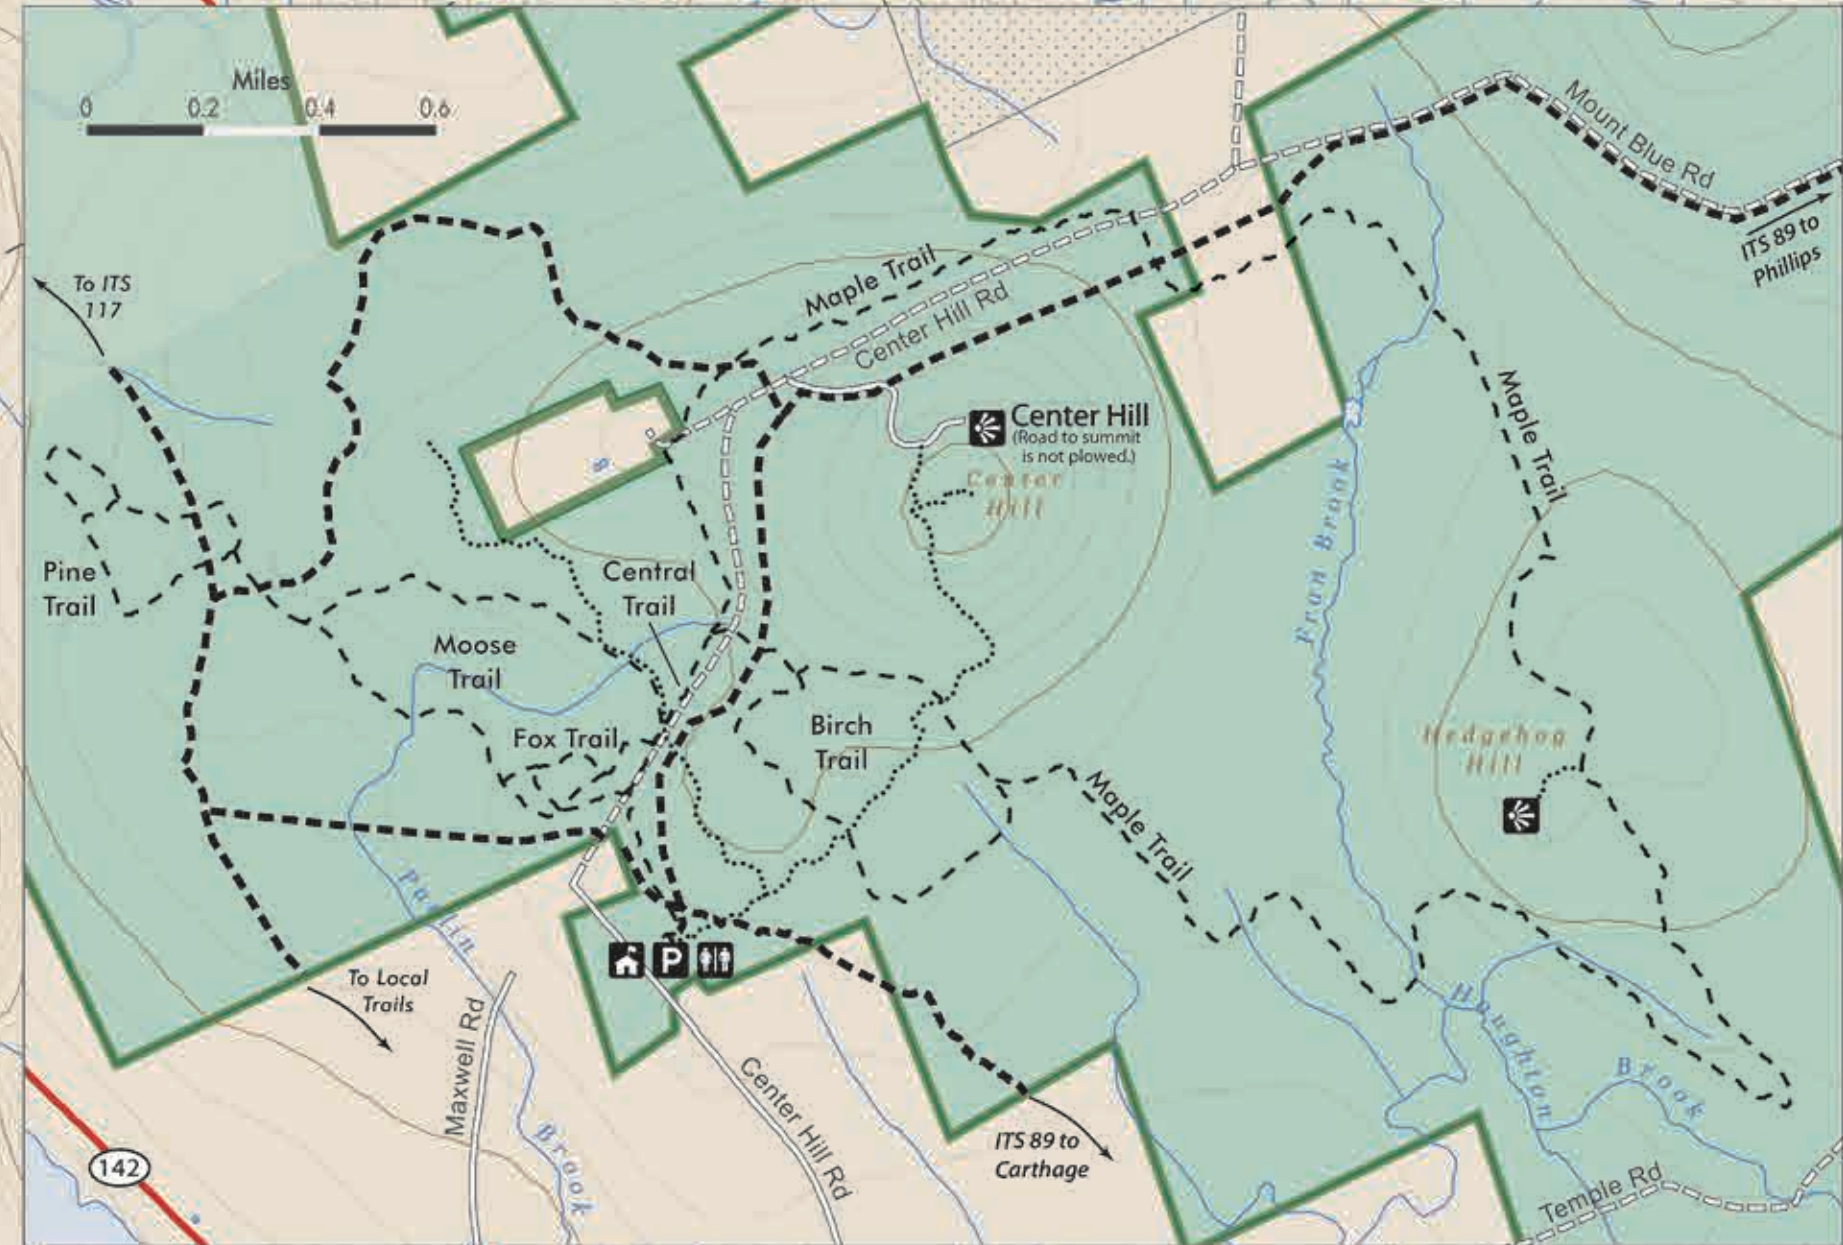 Miles
0 0.2 0.4 0.6
Mount Blue Rd
ITS 89 to
Phillips
To ITS
117
Maple Trail
Center Hill Rd
Center Hill
(Road to summit
is not plowed.)
Center
Hill
Maple Trail
Fran Brook
Pine
Trail
Central
Trail
Moose
Trail
Fox Trail
Birch
Trail
Hedgehog
Hill
Maple Trail
P
Parlin
Brook
To Local
Trails
Maxwell Rd
Center Hill Rd
Houghton
Brook
ITS 89 to
Carthage
142
Temple Rd